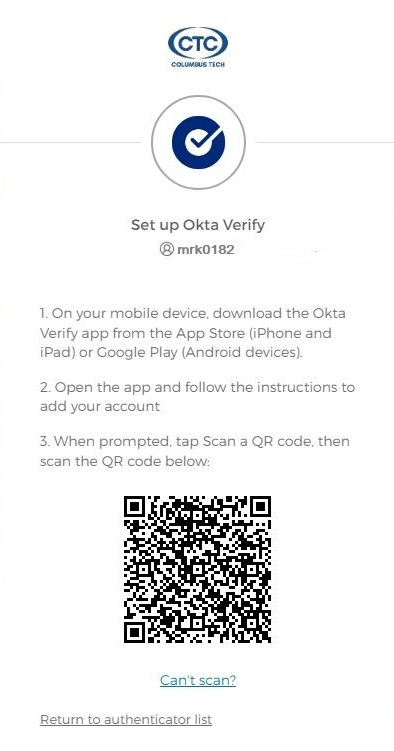 CTC
COLUMBUS TECH
Set up Okta Verify
mrk0182
1. On your mobile device, download the Okta
Verify app from the App Store (iPhone and
iPad) or Google Play (Android devices).
2. Open the app and follow the instructions to
add your account
3. When prompted, tap Scan a QR code, then
scan the QR code below:
Can't scan?
Return to authenticator list